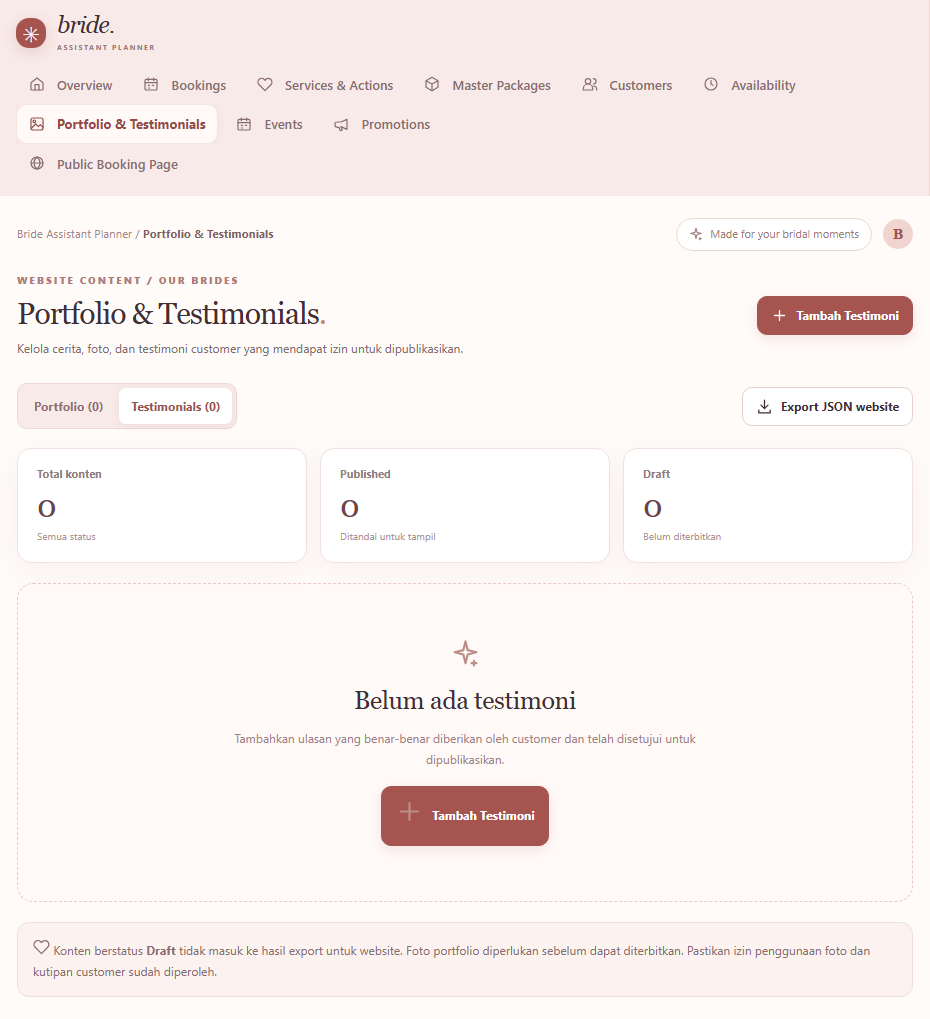 bride.
ASSISTANT PLANNER
Overview
Bookings
Services & Actions
Master Packages
Customers
Availability
Portfolio & Testimonials
Events
Promotions
Public Booking Page
Bride Assistant Planner / Portfolio & Testimonials
Made for your bridal moments
B
WEBSITE CONTENT / OUR BRIDES
Portfolio & Testimonials.
Tambah Testimoni
Kelola cerita, foto, dan testimoni customer yang mendapat izin untuk dipublikasikan.
Portfolio (0)
Testimonials (0)
Export JSON website
Total konten
0
Semua status
Published
0
Ditandai untuk tampil
Draft
0
Belum diterbitkan
Belum ada testimoni
Tambahkan ulasan yang benar-benar diberikan oleh customer dan telah disetujui untuk
dipublikasikan.
Tambah Testimoni
Konten berstatus Draft tidak masuk ke hasil export untuk website. Foto portfolio diperlukan sebelum dapat diterbitkan. Pastikan izin penggunaan foto dan
kutipan customer sudah diperoleh.